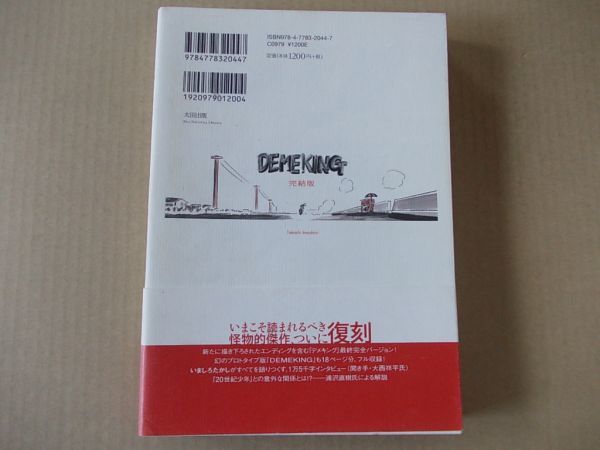 ISBN978-4-7783-2044-7
C0979 ¥1200E
定価(本体1200円+税)
9784778320447
1920979012004
太田出版
DEMEKING
完結版
Takashi Imashiro
いまこそ読まれるべき
怪物的傑作、ついに復刻
新たに描き下ろされたエンディングを含む『デメキング』最終完全バージョン!
幻のプロトタイプ版「DEMEKING」も18ページ分、フル収録!
いましろたかしがすべてを語りつくす、1万5千字インタビュー(聞き手・大西祥平氏)
『20世紀少年』との意外な関係とは!?——浦沢直樹氏による解説